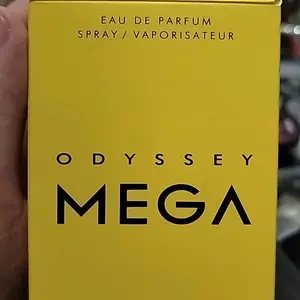 EAU DE PARFUM
SPRAY / VAPORISATEUR
ODYSSEY
MEGA